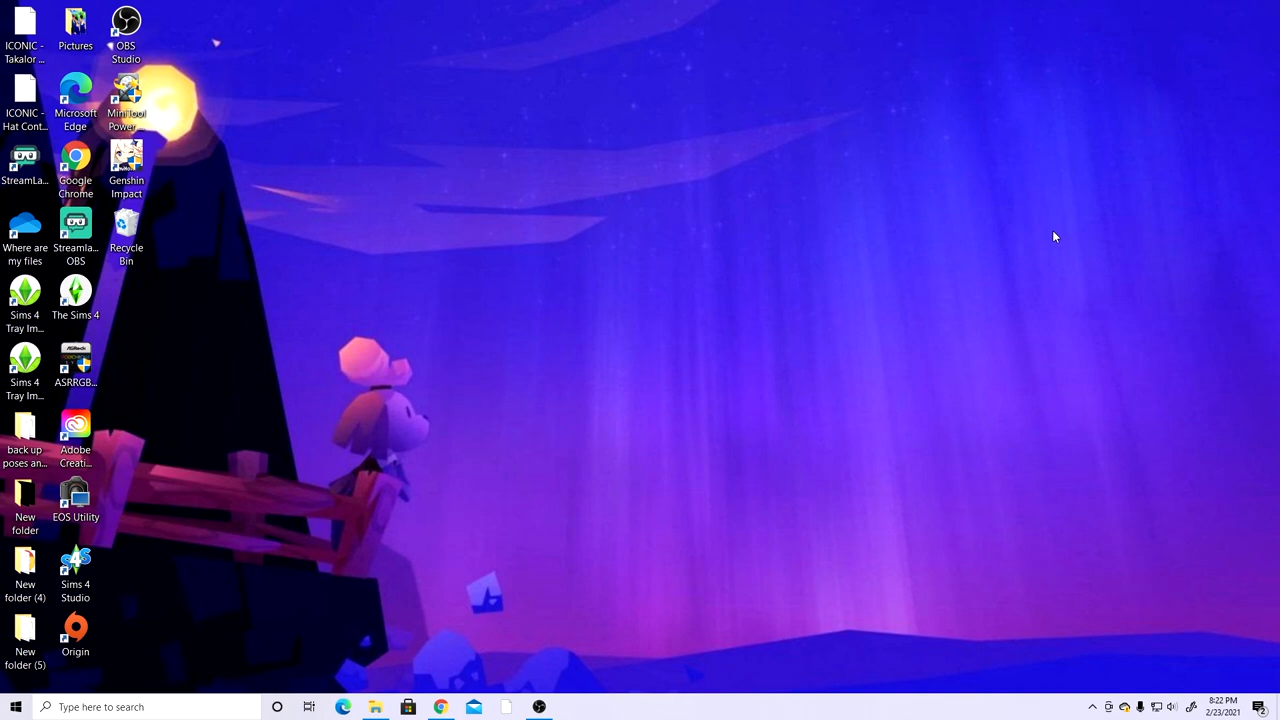 ICONIC -
Takalor ...
Pictures
OBS
Studio
ICONIC -
Hat Cont...
Microsoft
Edge
MiniTool
Power ...
StreamLa...
Google
Chrome
Genshin
Impact
Where are
my files
Streamla...
OBS
Recycle
Bin
Sims 4
Tray Im...
The Sims 4
Sims 4
Tray Im...
ASRock
ASRRGB...
back up
poses an...
Adobe
Creati...
New
folder
EOS Utility
New
folder (4)
4
S
Sims 4
Studio
New
folder (5)
Origin
Type here to search
8:22 PM
2/23/2021
2